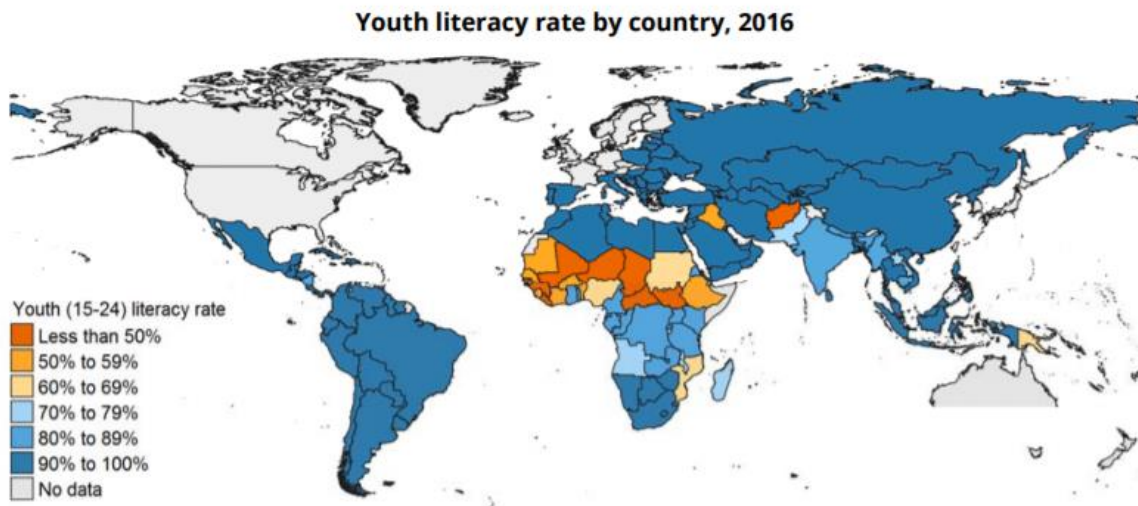 Youth literacy rate by country, 2016
Youth (15-24) literacy rate
Less than 50%
50% to 59%
60% to 69%
70% to 79%
80% to 89%
90% to 100%
No data